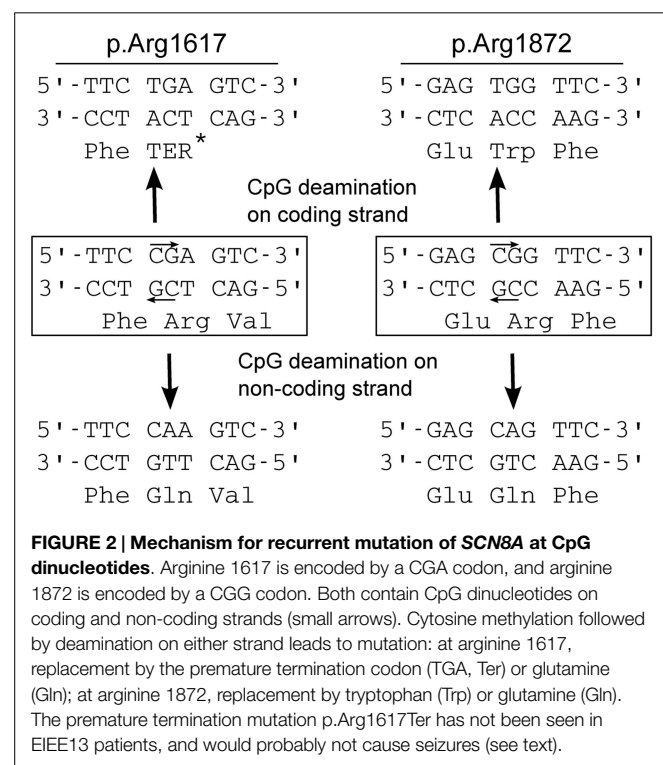 p.Arg1617 p.Arg1872
5'-TTC TGA GTC-3' 5'-GAG TGG TTC-3'
3'-CCT ACT CAG-3' 3'-CTC ACC AAG-3'
Phe TER* Glu Trp Phe
CpG deamination
on coding strand
5'-TTC CGA GTC-3' 5'-GAG CGG TTC-3'
3'-CCT GCT CAG-5' 3'-CTC GCC AAG-5'
Phe Arg Val Glu Arg Phe
CpG deamination on
non-coding strand
5'-TTC CAA GTC-3' 5'-GAG CAG TTC-3'
3'-CCT GTT CAG-5' 3'-CTC GTC AAG-5'
Phe Gln Val Glu Gln Phe
FIGURE 2 | Mechanism for recurrent mutation of SCN8A at CpG
dinucleotides. Arginine 1617 is encoded by a CGA codon, and arginine
1872 is encoded by a CGG codon. Both contain CpG dinucleotides on
coding and non-coding strands (small arrows). Cytosine methylation followed
by deamination on either strand leads to mutation: at arginine 1617,
replacement by the premature termination codon (TGA, Ter) or glutamine
(Gln); at arginine 1872, replacement by tryptophan (Trp) or glutamine (Gln).
The premature termination mutation p.Arg1617Ter has not been seen in
EIEE13 patients, and would probably not cause seizures (see text).